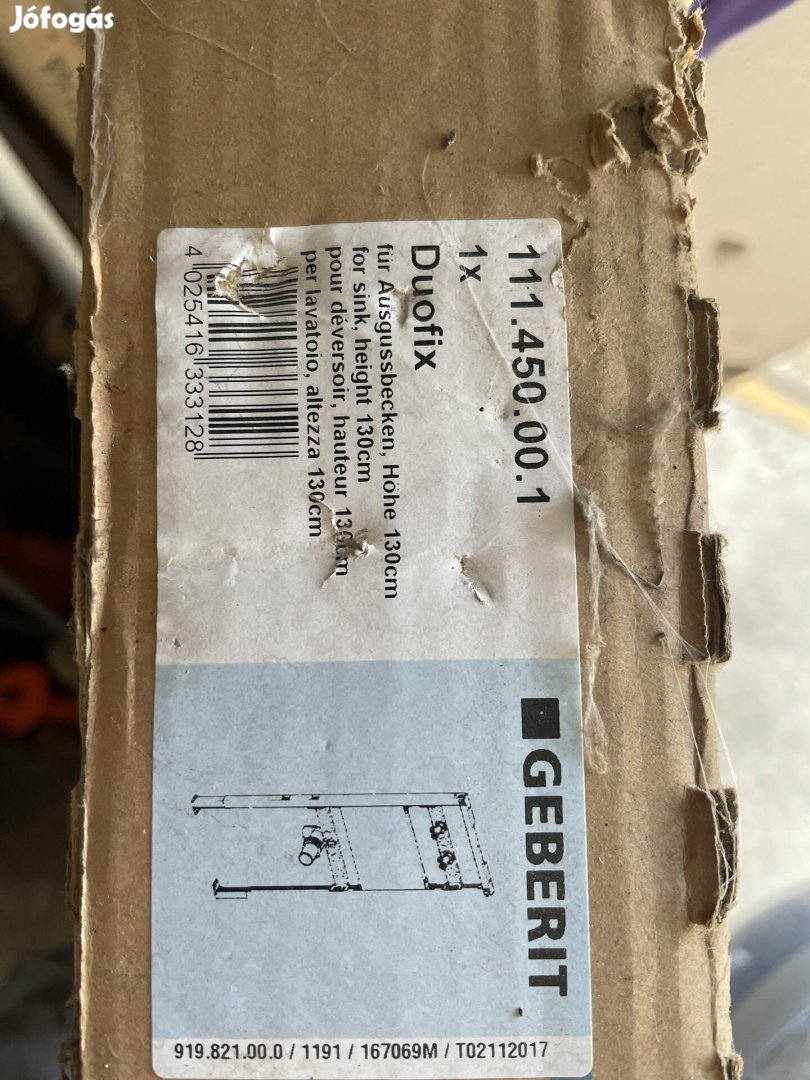 Jófogás
111.450.00.1
1x
Duofix
für Ausgussbecken, Höhe 130cm
for sink, height 130cm
pour déversoir, hauteur 130cm
per lavatoio, altezza 130cm
4 025416 333128
GEBERIT
919.821.00.0 / 1191 / 167069M / T02112017